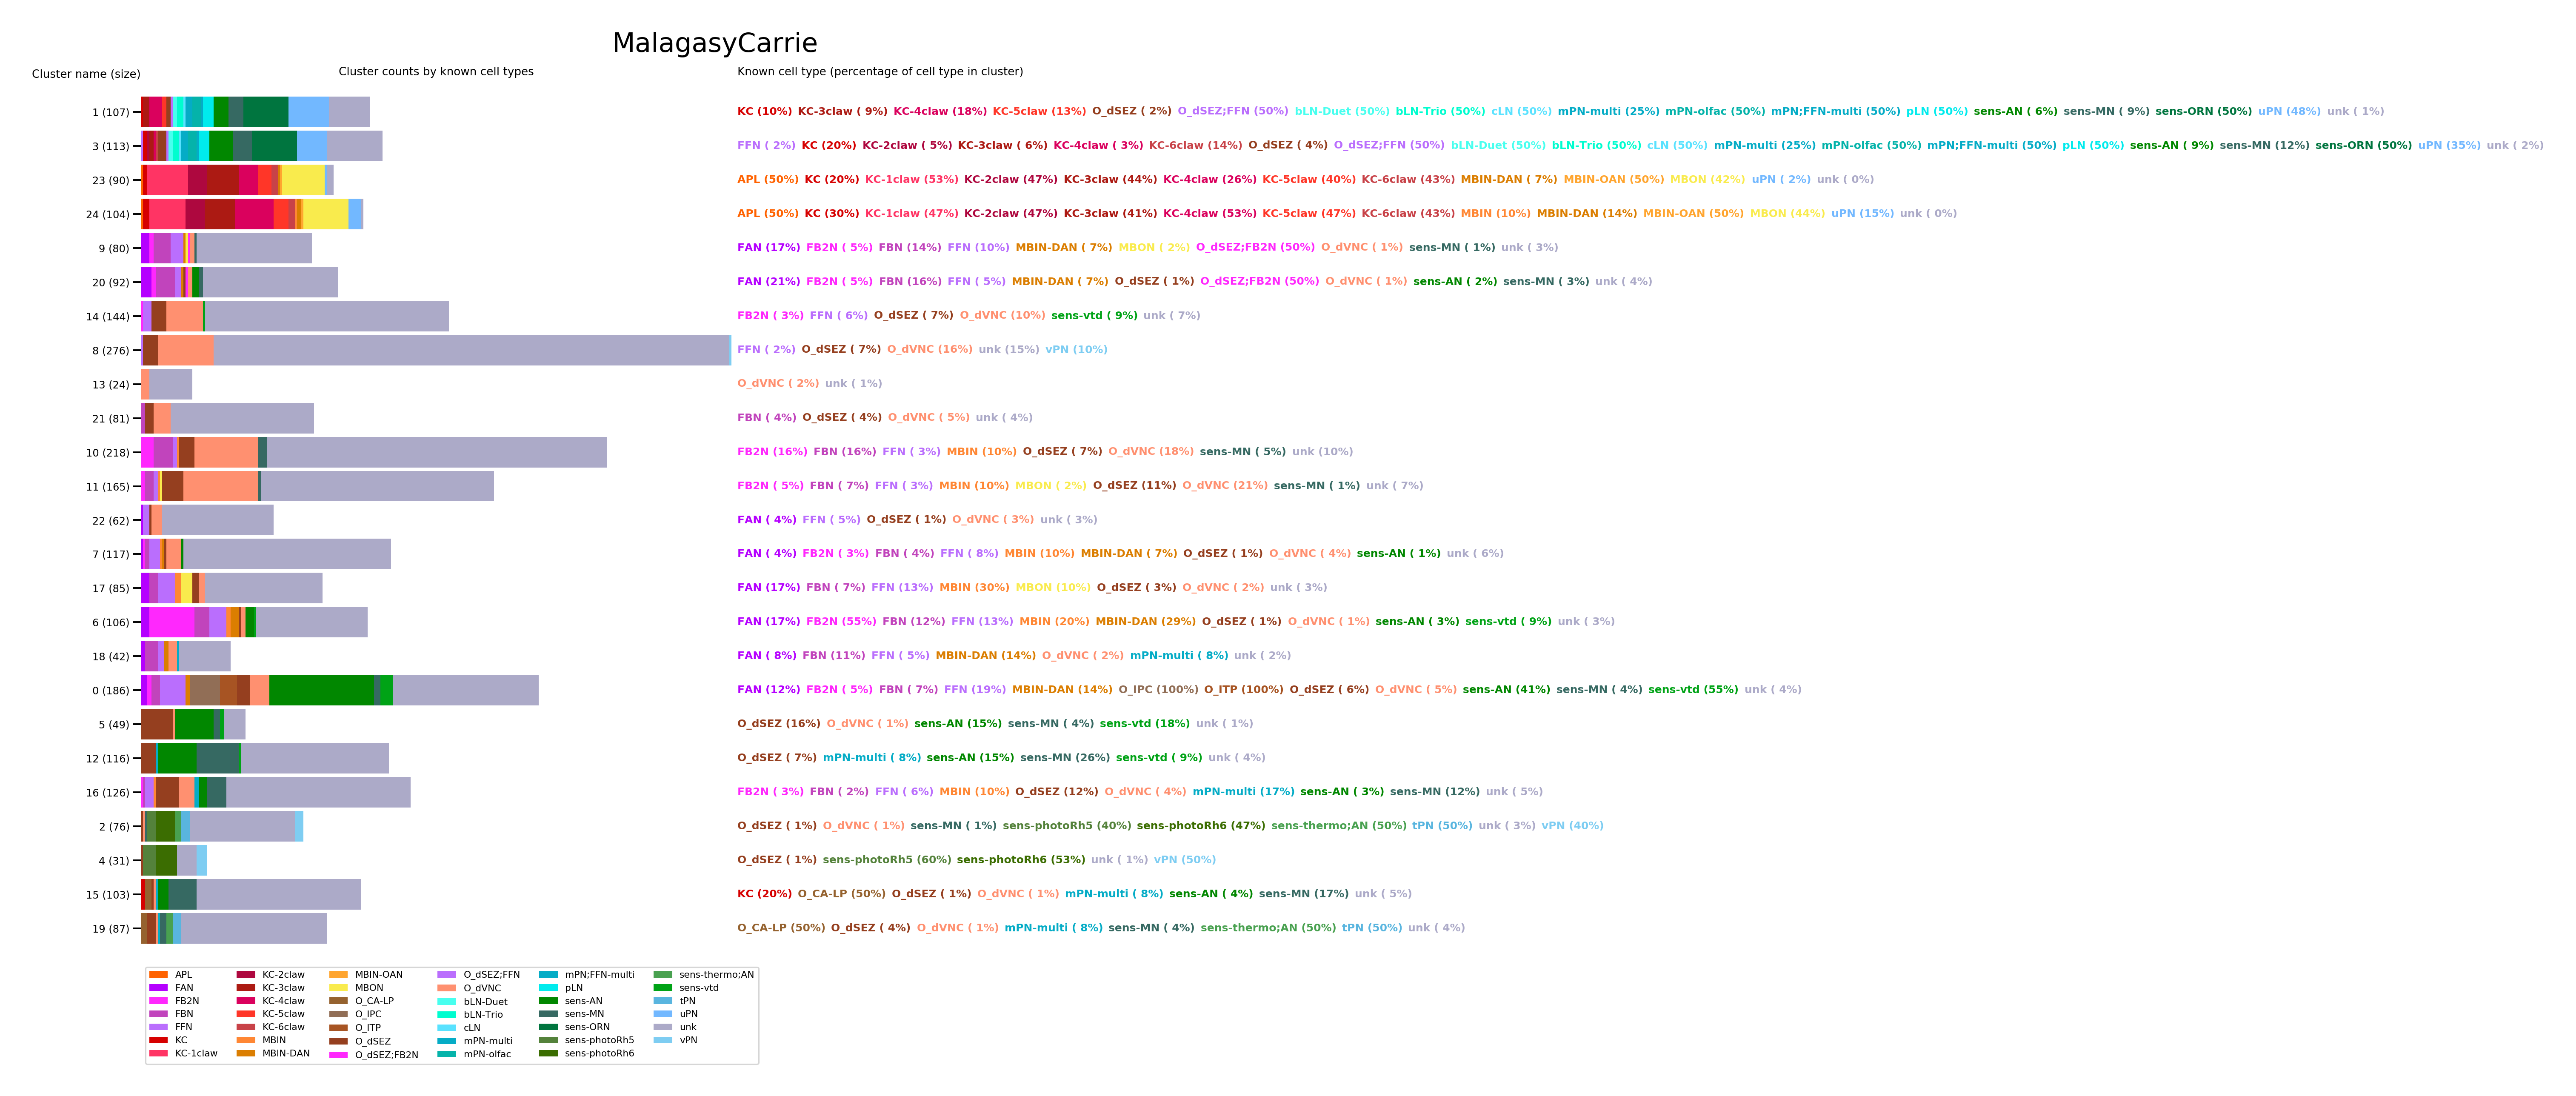 MalagasyCarrie
Cluster name (size) Cluster counts by known cell types Known cell type (percentage of cell type in cluster)
1 (107) KC (10%) KC-3claw ( 9%) KC-4claw (18%) KC-5claw (13%) O_dSEZ ( 2%) O_dSEZ;FFN (50%) bLN-Duet (50%) bLN-Trio (50%) cLN (50%) mPN-multi (25%) mPN-olfac (50%) mPN;FFN-multi (50%) pLN (50%) sens-AN ( 6%) sens-MN ( 9%) sens-ORN (50%) uPN (48%) unk ( 1%)
3 (113) FFN ( 2%) KC (20%) KC-2claw ( 5%) KC-3claw ( 6%) KC-4claw ( 3%) KC-6claw (14%) O_dSEZ ( 4%) O_dSEZ;FFN (50%) bLN-Duet (50%) bLN-Trio (50%) cLN (50%) mPN-multi (25%) mPN-olfac (50%) mPN;FFN-multi (50%) pLN (50%) sens-AN ( 9%) sens-MN (12%) sens-ORN (50%) uPN (35%) unk ( 2%)
23 (90) APL (50%) KC (20%) KC-1claw (53%) KC-2claw (47%) KC-3claw (44%) KC-4claw (26%) KC-5claw (40%) KC-6claw (43%) MBIN-DAN ( 7%) MBIN-OAN (50%) MBON (42%) uPN ( 2%) unk ( 0%)
24 (104) APL (50%) KC (30%) KC-1claw (47%) KC-2claw (47%) KC-3claw (41%) KC-4claw (53%) KC-5claw (47%) KC-6claw (43%) MBIN (10%) MBIN-DAN (14%) MBIN-OAN (50%) MBON (44%) uPN (15%) unk ( 0%)
9 (80) FAN (17%) FB2N ( 5%) FBN (14%) FFN (10%) MBIN-DAN ( 7%) MBON ( 2%) O_dSEZ;FB2N (50%) O_dVNC ( 1%) sens-MN ( 1%) unk ( 3%)
20 (92) FAN (21%) FB2N ( 5%) FBN (16%) FFN ( 5%) MBIN-DAN ( 7%) O_dSEZ ( 1%) O_dSEZ;FB2N (50%) O_dVNC ( 1%) sens-AN ( 2%) sens-MN ( 3%) unk ( 4%)
14 (144) FB2N ( 3%) FFN ( 6%) O_dSEZ ( 7%) O_dVNC (10%) sens-vtd ( 9%) unk ( 7%)
8 (276) FFN ( 2%) O_dSEZ ( 7%) O_dVNC (16%) unk (15%) vPN (10%)
13 (24) O_dVNC ( 2%) unk ( 1%)
21 (81) FBN ( 4%) O_dSEZ ( 4%) O_dVNC ( 5%) unk ( 4%)
10 (218) FB2N (16%) FBN (16%) FFN ( 3%) MBIN (10%) O_dSEZ ( 7%) O_dVNC (18%) sens-MN ( 5%) unk (10%)
11 (165) FB2N ( 5%) FBN ( 7%) FFN ( 3%) MBIN (10%) MBON ( 2%) O_dSEZ (11%) O_dVNC (21%) sens-MN ( 1%) unk ( 7%)
22 (62) FAN ( 4%) FFN ( 5%) O_dSEZ ( 1%) O_dVNC ( 3%) unk ( 3%)
7 (117) FAN ( 4%) FB2N ( 3%) FBN ( 4%) FFN ( 8%) MBIN (10%) MBIN-DAN ( 7%) O_dSEZ ( 1%) O_dVNC ( 4%) sens-AN ( 1%) unk ( 6%)
17 (85) FAN (17%) FBN ( 7%) FFN (13%) MBIN (30%) MBON (10%) O_dSEZ ( 3%) O_dVNC ( 2%) unk ( 3%)
6 (106) FAN (17%) FB2N (55%) FBN (12%) FFN (13%) MBIN (20%) MBIN-DAN (29%) O_dSEZ ( 1%) O_dVNC ( 1%) sens-AN ( 3%) sens-vtd ( 9%) unk ( 3%)
18 (42) FAN ( 8%) FBN (11%) FFN ( 5%) MBIN-DAN (14%) O_dVNC ( 2%) mPN-multi ( 8%) unk ( 2%)
0 (186) FAN (12%) FB2N ( 5%) FBN ( 7%) FFN (19%) MBIN-DAN (14%) O_IPC (100%) O_ITP (100%) O_dSEZ ( 6%) O_dVNC ( 5%) sens-AN (41%) sens-MN ( 4%) sens-vtd (55%) unk ( 4%)
5 (49) O_dSEZ (16%) O_dVNC ( 1%) sens-AN (15%) sens-MN ( 4%) sens-vtd (18%) unk ( 1%)
12 (116) O_dSEZ ( 7%) mPN-multi ( 8%) sens-AN (15%) sens-MN (26%) sens-vtd ( 9%) unk ( 4%)
16 (126) FB2N ( 3%) FBN ( 2%) FFN ( 6%) MBIN (10%) O_dSEZ (12%) O_dVNC ( 4%) mPN-multi (17%) sens-AN ( 3%) sens-MN (12%) unk ( 5%)
2 (76) O_dSEZ ( 1%) O_dVNC ( 1%) sens-MN ( 1%) sens-photoRh5 (40%) sens-photoRh6 (47%) sens-thermo;AN (50%) tPN (50%) unk ( 3%) vPN (40%)
4 (31) O_dSEZ ( 1%) sens-photoRh5 (60%) sens-photoRh6 (53%) unk ( 1%) vPN (50%)
15 (103) KC (20%) O_CA-LP (50%) O_dSEZ ( 1%) O_dVNC ( 1%) mPN-multi ( 8%) sens-AN ( 4%) sens-MN (17%) unk ( 5%)
19 (87) O_CA-LP (50%) O_dSEZ ( 4%) O_dVNC ( 1%) mPN-multi ( 8%) sens-MN ( 4%) sens-thermo;AN (50%) tPN (50%) unk ( 4%)
APL KC-2claw MBIN-OAN O_dSEZ;FFN mPN;FFN-multi sens-thermo;AN
FAN KC-3claw MBON O_dVNC pLN sens-vtd
FB2N KC-4claw O_CA-LP bLN-Duet sens-AN tPN
FBN KC-5claw O_IPC bLN-Trio sens-MN uPN
FFN KC-6claw O_ITP cLN sens-ORN unk
KC MBIN O_dSEZ mPN-multi sens-photoRh5 vPN
KC-1claw MBIN-DAN O_dSEZ;FB2N mPN-olfac sens-photoRh6